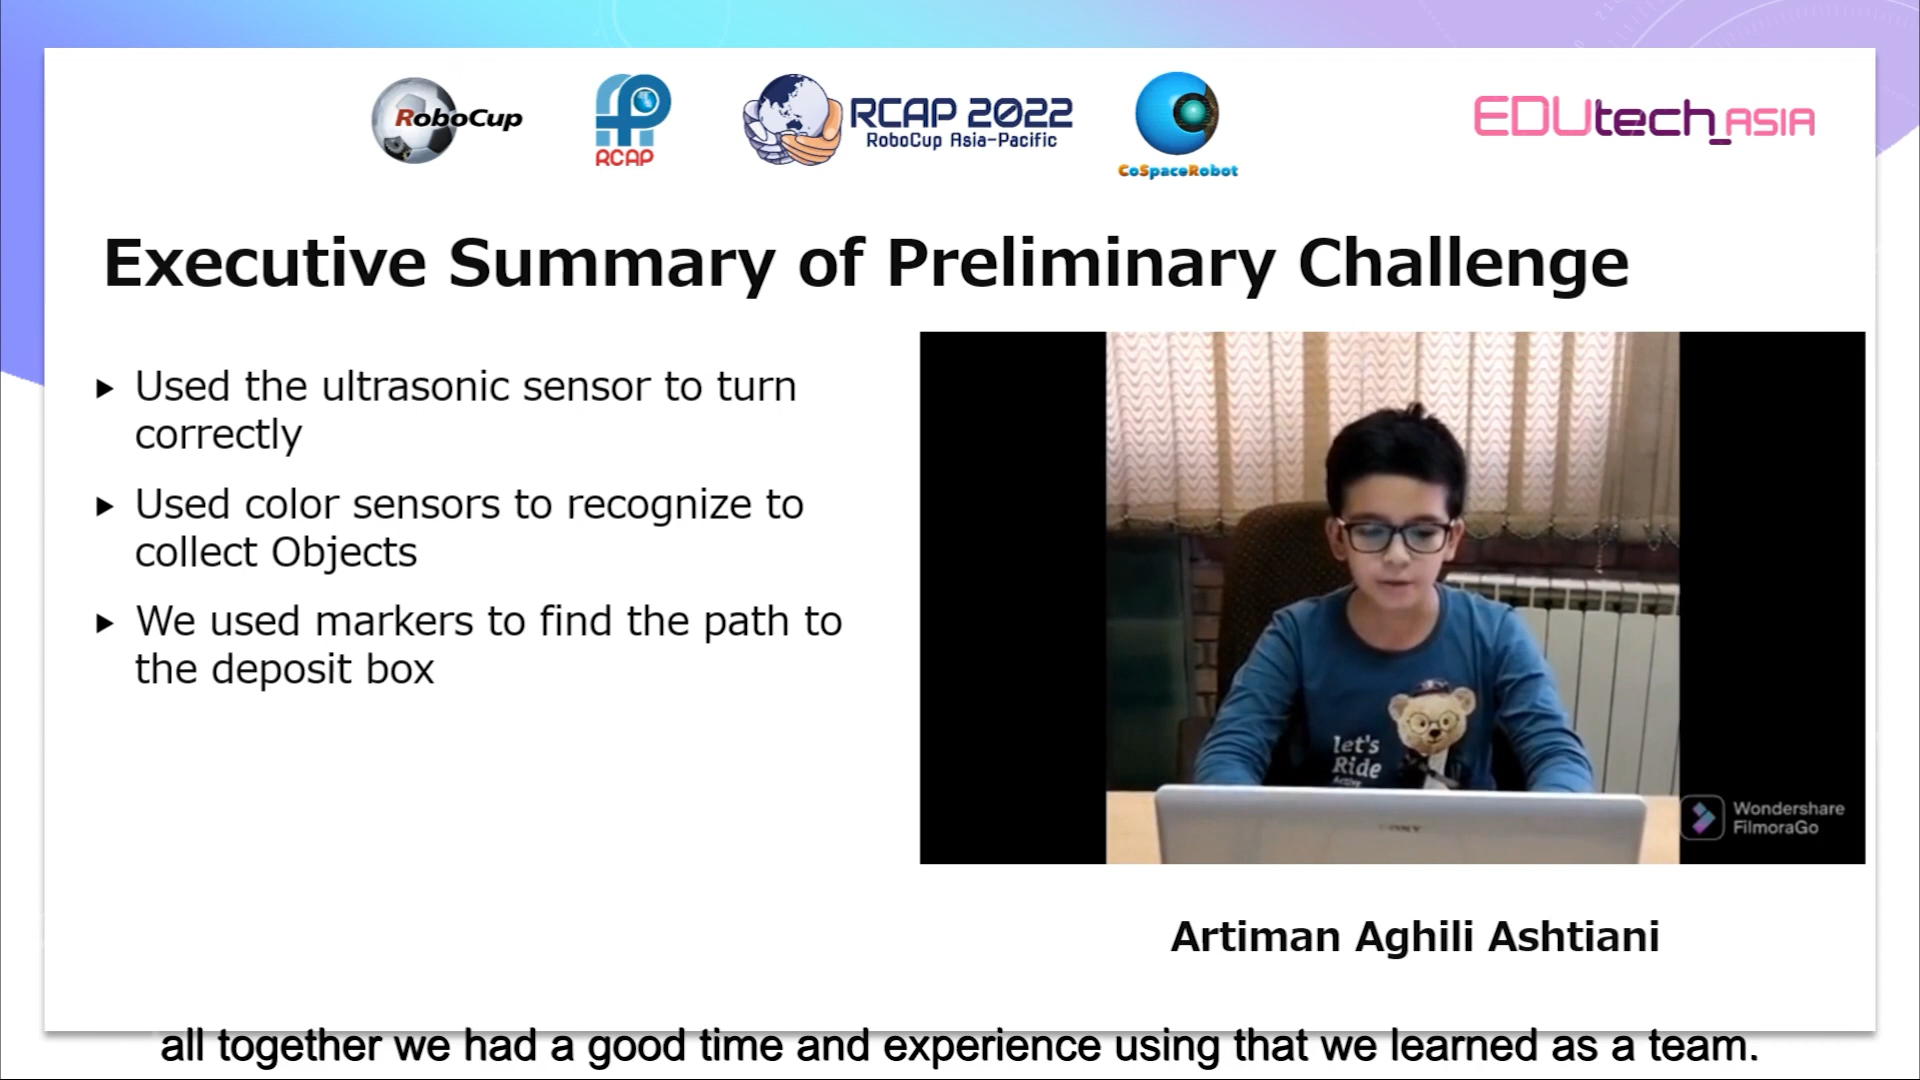 RoboCup
RCAP
RCAP 2022
RoboCup Asia-Pacific
CoSpaceRobot
EDUtech_ASIA
Executive Summary of Preliminary Challenge
▸ Used the ultrasonic sensor to turn
correctly
▸ Used color sensors to recognize to
collect Objects
▸ We used markers to find the path to
the deposit box
let's
Ride
Active
SONY
Wondershare
FilmoraGo
Artiman Aghili Ashtiani
all together we had a good time and experience using that we learned as a team.